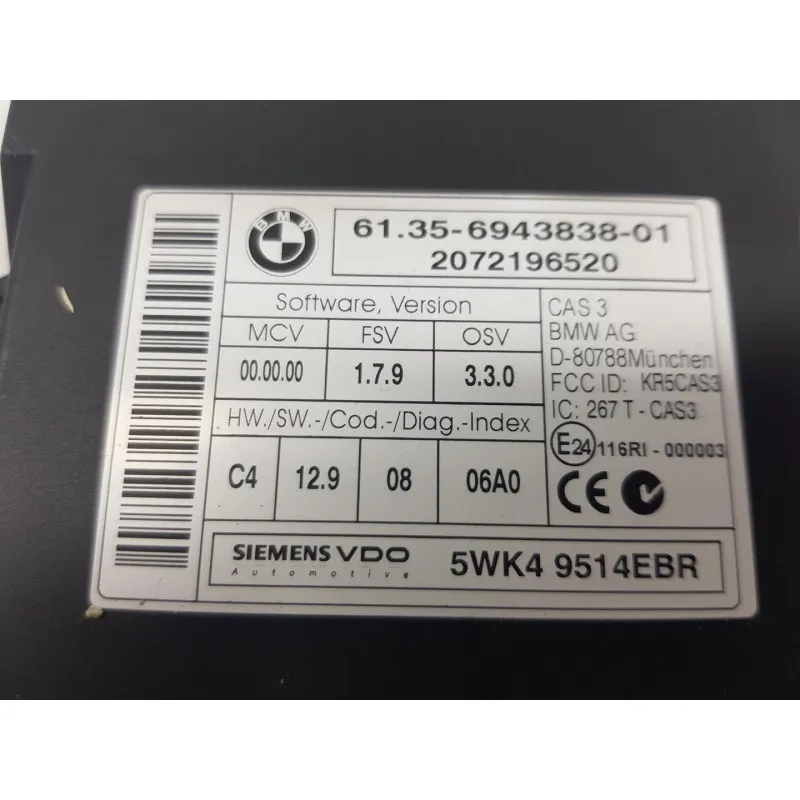 BMW
61.35-6943838-01
2072196520
Software, Version
MCV FSV OSV
00.00.00 1.7.9 3.3.0
HW./SW.-/Cod.-/Diag.-Index
C4 12.9 08 06A0
CAS 3
BMW AG
D-80788München
FCC ID: KR5CAS3
IC: 267 T - CAS3
E24 116RI - 000003
CE
SIEMENS VDO
Automotive
5WK4 9514EBR